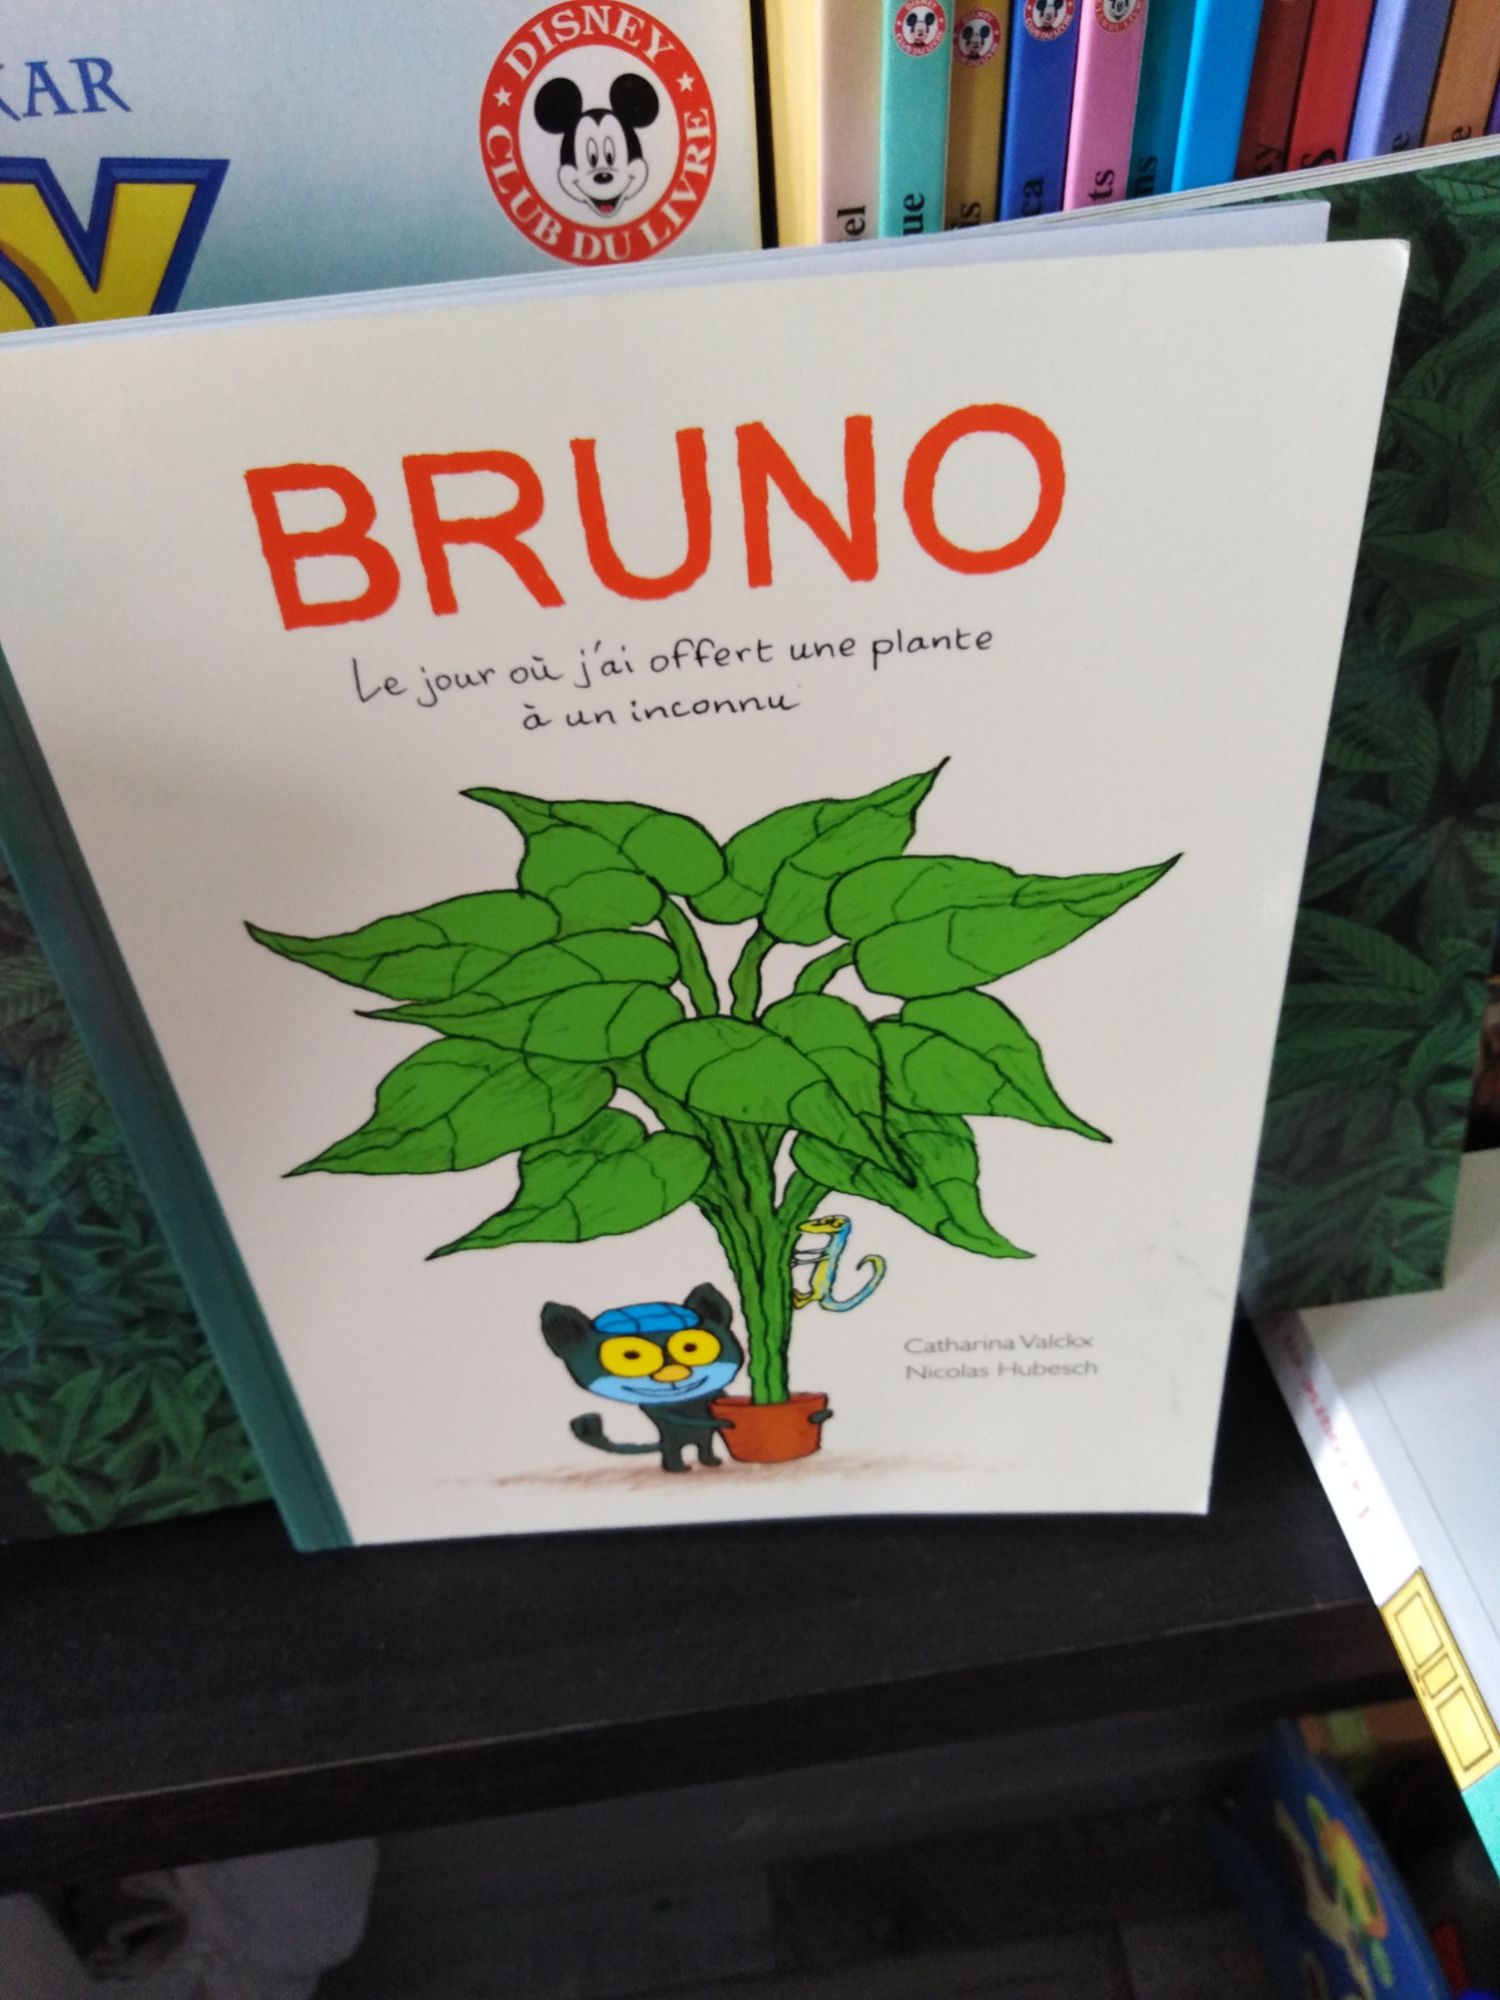 KAR
DISNEY
CLUB DU LIVRE
BRUNO
Le jour où j'ai offert une plante
à un inconnu
Catharina Valckx
Nicolas Hubesch